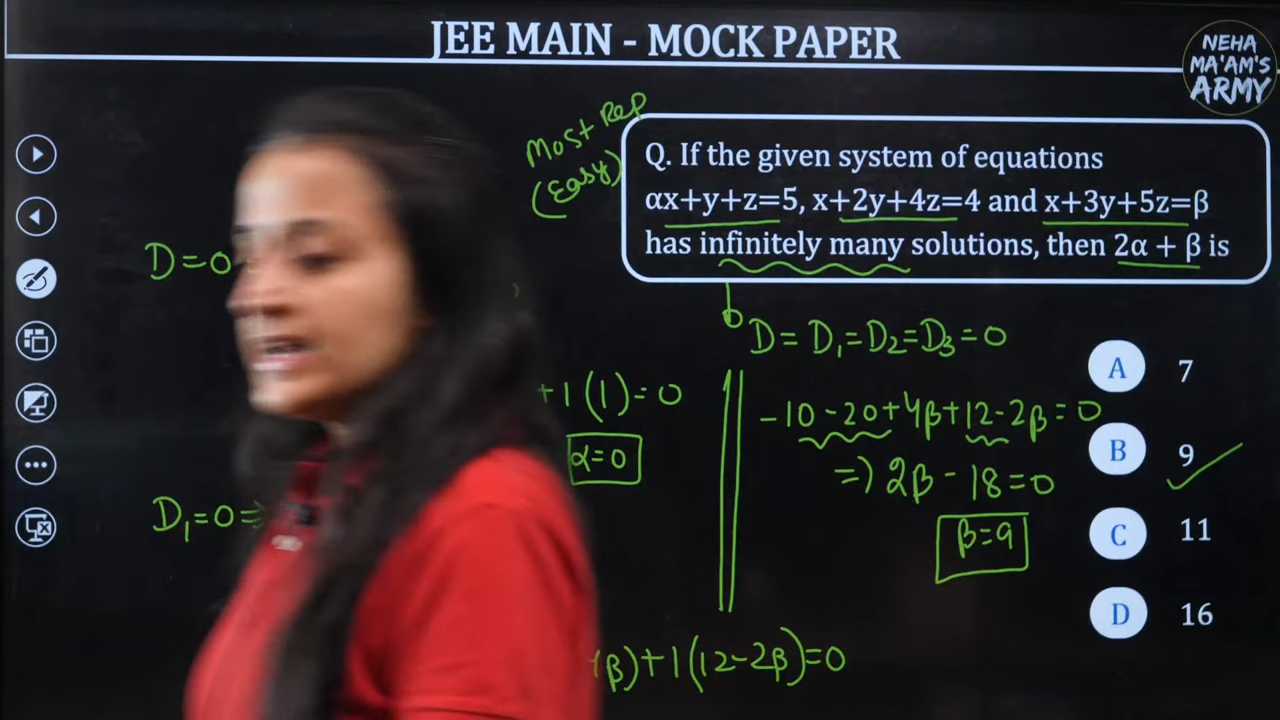 JEE MAIN - MOCK PAPER
NEHA
MA'AM'S
ARMY
Most Rep
(Easy)
Q. If the given system of equations
αx+y+z=5, x+2y+4z=4 and x+3y+5z=β
has infinitely many solutions, then 2α + β is
D=0
D=D₁=D₂=D₃=0
+1(1)=0
α=0
-10-20+4β+12-2β=0
=) 2β-18=0
β=9
D₁=0=
β)+1(12-2β)=0
A 7
B 9
C 11
D 16